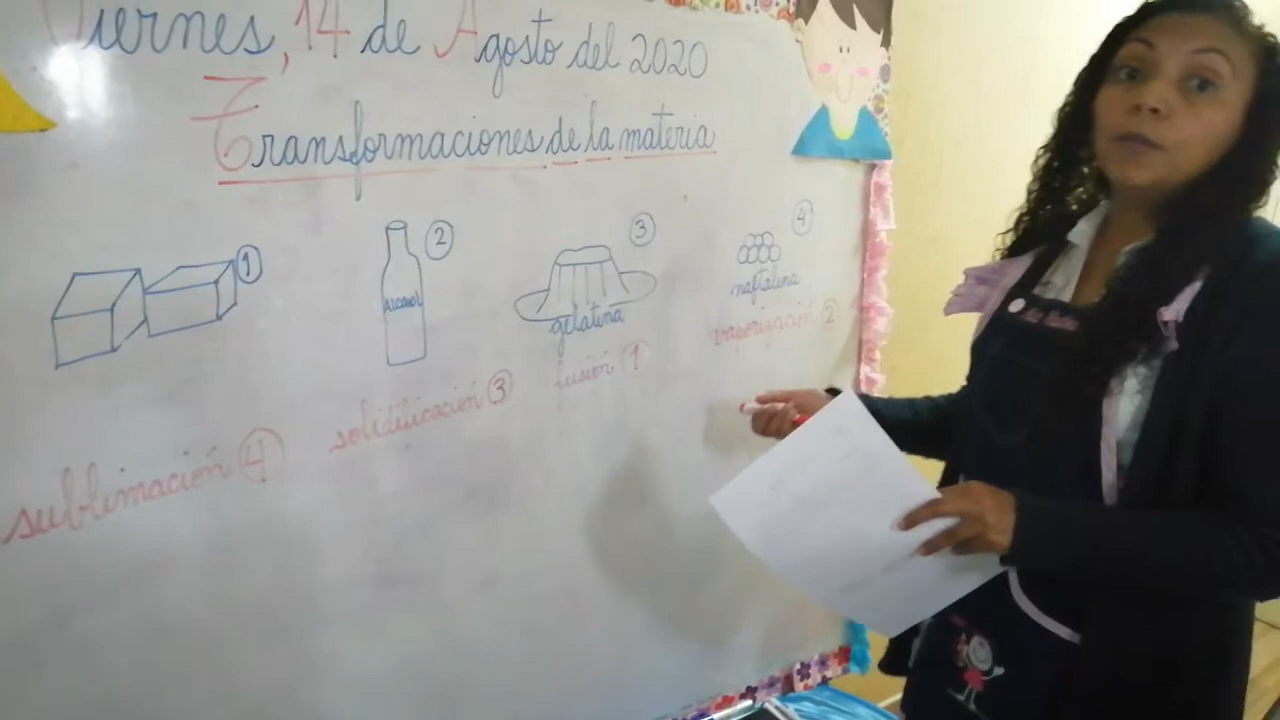 Viernes, 14 de Agosto del 2020
Transformaciones de la materia
1
2
3
4
alcohol
gelatina
naftalina
sublimación 4
solidificación 3
fusión 1
vaporización 2